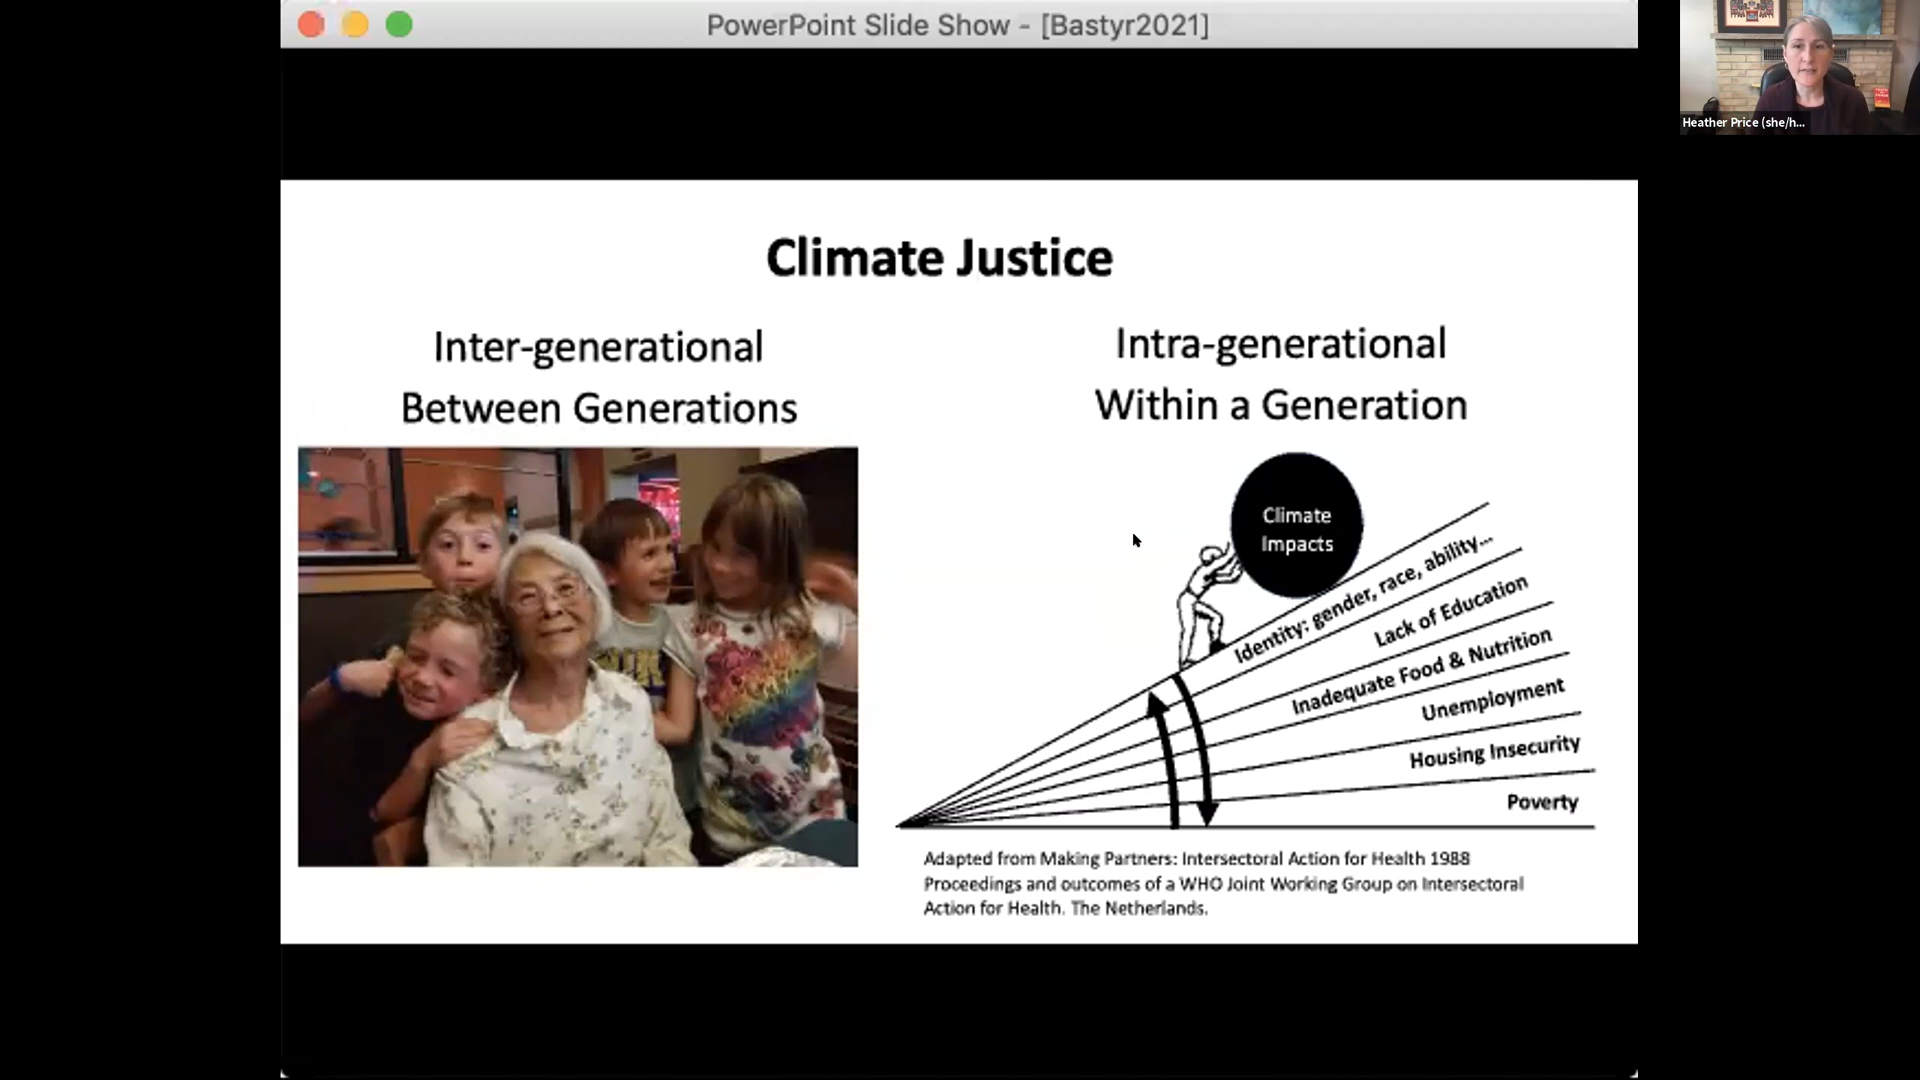 PowerPoint Slide Show - [Bastyr2021]
Heather Price (she/h...
Climate Justice
Inter-generational
Between Generations
Intra-generational
Within a Generation
Climate
Impacts
Identity: gender, race, ability...
Lack of Education
Inadequate Food & Nutrition
Unemployment
Housing Insecurity
Poverty
Adapted from Making Partners: Intersectoral Action for Health 1988
Proceedings and outcomes of a WHO Joint Working Group on Intersectoral
Action for Health. The Netherlands.